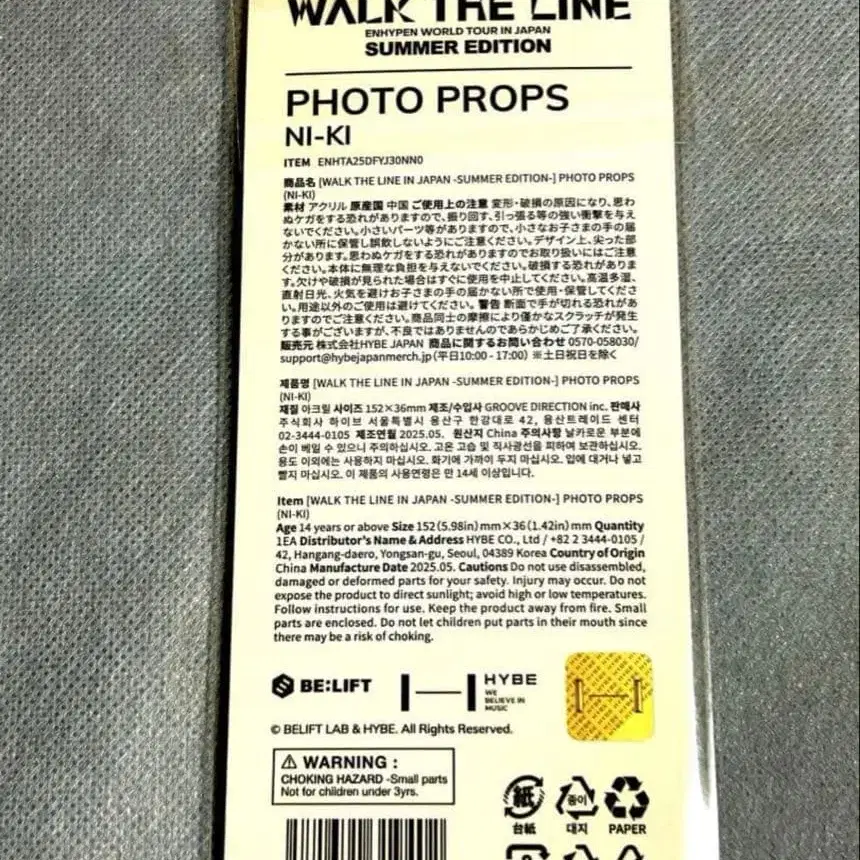 WALK THE LINE
ENHYPEN WORLD TOUR IN JAPAN
SUMMER EDITION
PHOTO PROPS
NI-KI
ITEM ENHTA25DFYJ30NN0
商品名 [WALK THE LINE IN JAPAN -SUMMER EDITION-] PHOTO PROPS
(NI-KI)
素材 アクリル 原産国 中国 ご使用上の注意 変形・破損の原因になり、思わ
ぬケガをする恐れがありますので、振り回す、引っ張る等の強い衝撃を与え
ないでください。小さいパーツ等がありますので、小さなお子さまの手の届
かない所に保管し誤飲しないようにご注意ください。デザイン上、尖った部
分があります。思わぬケガをする恐れがありますのでお取り扱いにはご注意
ください。本体に無理な負担を与えないでください。破損する恐れがありま
す。欠けや破損が見られた場合はすぐに使用を中止してください。高温多湿、
直射日光、火気を避けお子さまの手の届かない所で使用・保管してくださ
い。用途以外のご使用は避けてください。警告 断面で手が切れる恐れがあ
りますのでご注意ください。商品同士の摩擦により僅かなスクラッチが発生
する事がございますが、不良ではありませんのであらかじめご了承ください。
販売元 株式会社HYBE JAPAN 商品に関するお問い合わせ 0570-058030/
support@hybejapanmerch.jp (平日10:00 - 17:00) ※土日祝日を除く
제품명 [WALK THE LINE IN JAPAN -SUMMER EDITION-] PHOTO PROPS
(NI-KI)
재질 아크릴 사이즈 152×36mm 제조/수입사 GROOVE DIRECTION inc. 판매사
주식회사 하이브 서울특별시 용산구 한강대로 42, 용산트레이드 센터
02-3444-0105 제조연월 2025.05. 원산지 China 주의사항 날카로운 부분에
손이 베일 수 있으니 주의하십시오. 고온 고습 및 직사광선을 피하여 보관하십시오.
용도 이외에는 사용하지 마십시오. 화기에 가까이 두지 마십시오. 입에 대거나 넣고
빨지 마십시오. 이 제품의 사용연령은 만 14세 이상입니다.
Item [WALK THE LINE IN JAPAN -SUMMER EDITION-] PHOTO PROPS
(NI-KI)
Age 14 years or above Size 152 (5.98in) mm×36 (1.42in) mm Quantity
1EA Distributor's Name & Address HYBE CO., Ltd / +82 2 3444-0105 /
42, Hangang-daero, Yongsan-gu, Seoul, 04389 Korea Country of Origin
China Manufacture Date 2025.05. Cautions Do not use disassembled,
damaged or deformed parts for your safety. Injury may occur. Do not
expose the product to direct sunlight; avoid high or low temperatures.
Follow instructions for use. Keep the product away from fire. Small
parts are enclosed. Do not let children put parts in their mouth since
there may be a risk of choking.
BE:LIFT
HYBE
WE
BELIEVE IN
MUSIC
© BELIFT LAB & HYBE. All Rights Reserved.
WARNING :
CHOKING HAZARD -Small parts
Not for children under 3yrs.
紙
台紙
종이
대지
PAPER